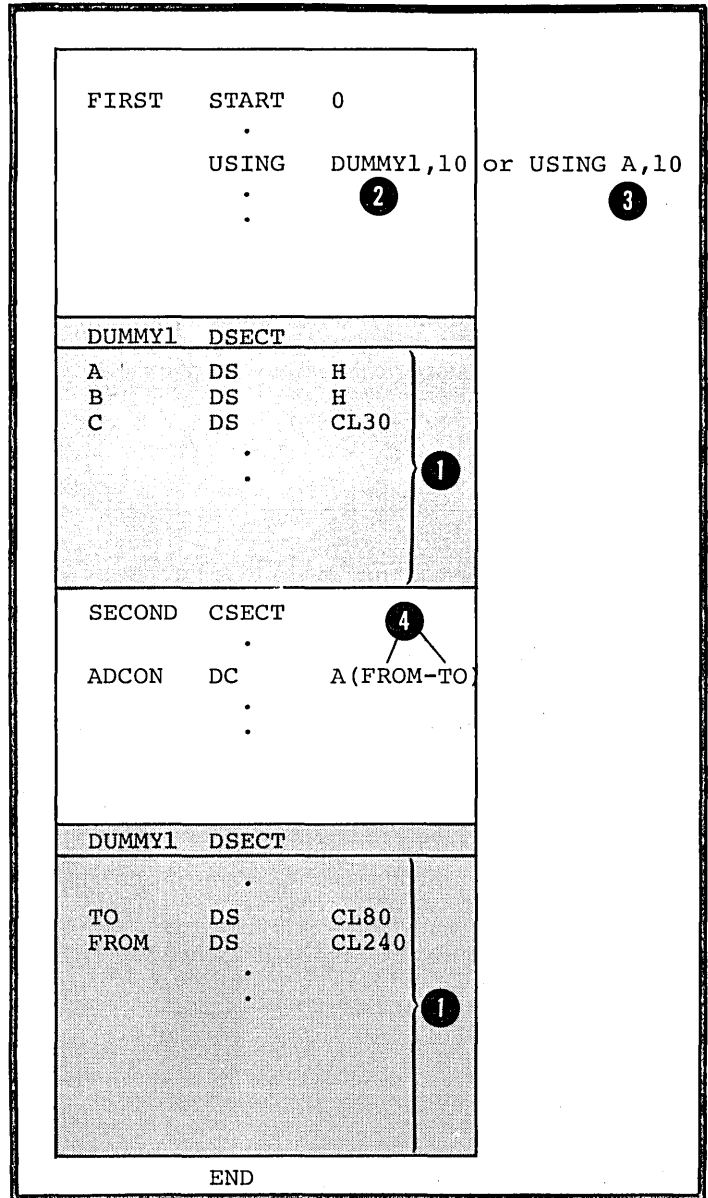 FIRST START 0
.
USING DUMMY1,10 or USING A,10
. 2 3
.
DUMMY1 DSECT
A DS H
B DS H
C DS CL30
.
. 1
SECOND CSECT 4
.
ADCON DC A(FROM-TO)
.
.
DUMMY1 DSECT
.
TO DS CL80
FROM DS CL240
.
. 1
END